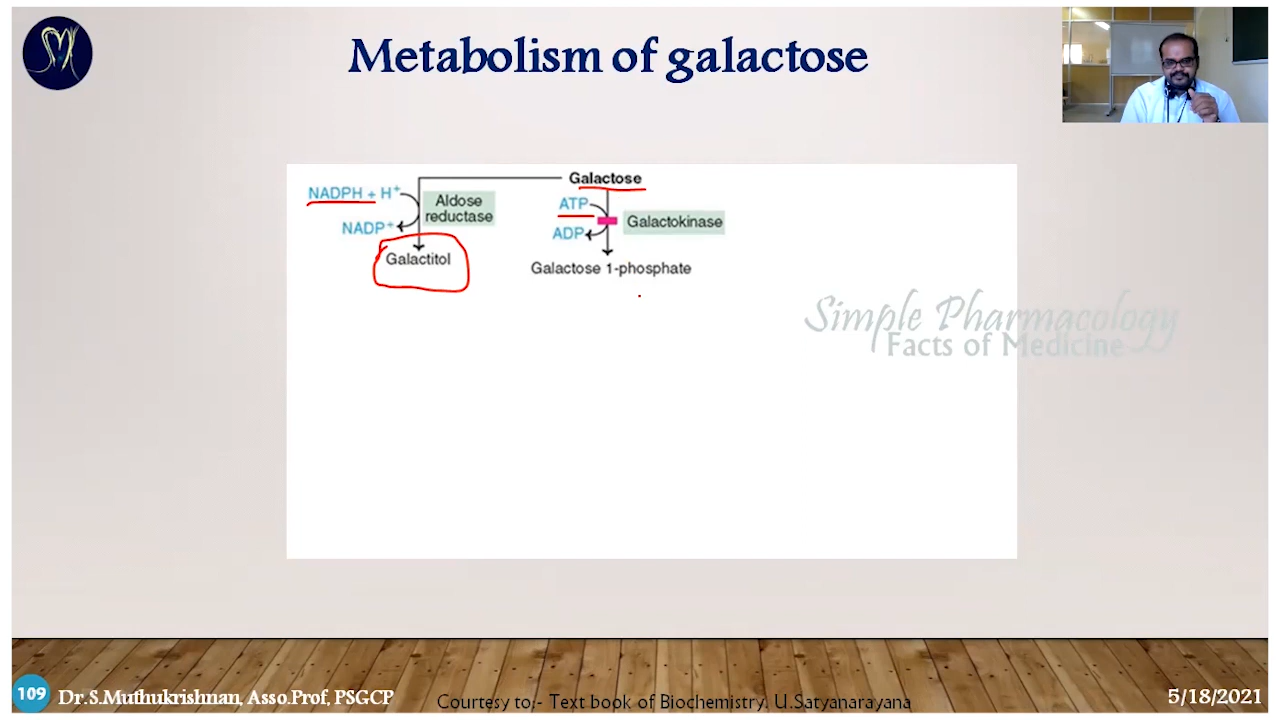 Metabolism of galactose
Galactose
NADPH + H⁺
ATP
Aldose
reductase
Galactokinase
NADP⁺
ADP
Galactitol
Galactose 1-phosphate
Simple Pharmacology
Facts of Medicine
109
Dr.S.Muthukrishnan, Asso.Prof, PSGCP
Courtesy to:- Text book of Biochemistry. U.Satyanarayana
5/18/2021